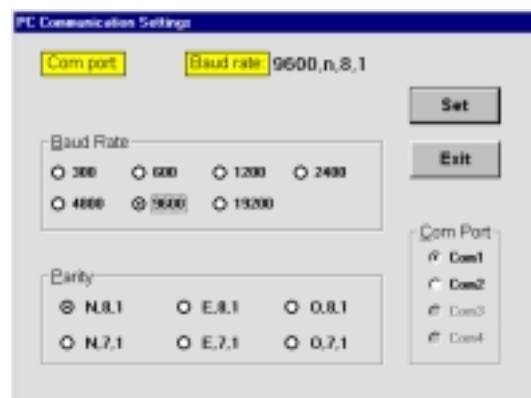 PC Communication Settings
Com port Baud rate: 9600,n,8,1
Set
Exit
Baud Rate
300 600 1200 2400
4800 9600 19200
Com Port
Com1
Com2
Com3
Com4
Parity
N,8,1 E,8,1 O,8,1
N,7,1 E,7,1 O,7,1